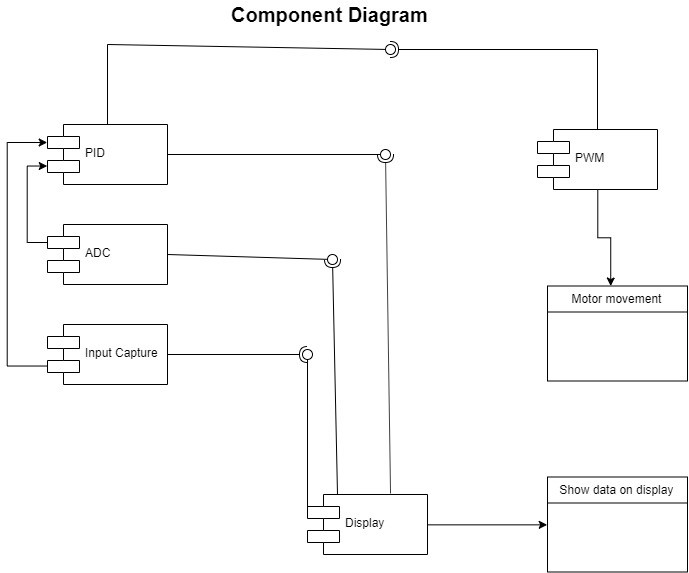 Component Diagram
PID
PWM
ADC
Motor movement
Input Capture
Show data on display
Display